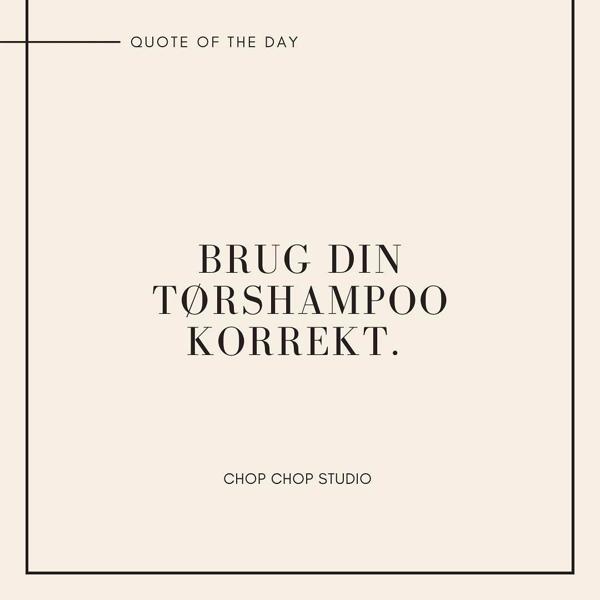 QUOTE OF THE DAY
BRUG DIN
TØRSHAMPOO
KORREKT.
CHOP CHOP STUDIO